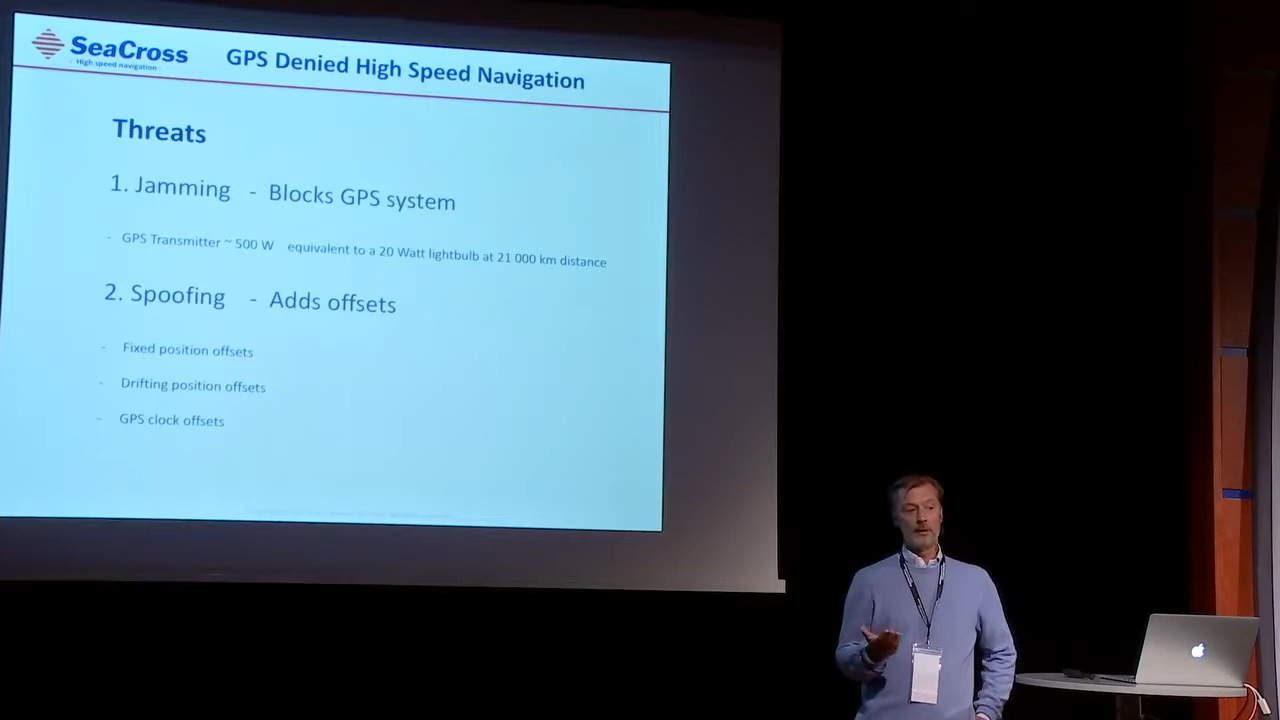 SeaCross
- High speed navigation
GPS Denied High Speed Navigation
Threats
1. Jamming - Blocks GPS system
- GPS Transmitter ~ 500 W equivalent to a 20 Watt lightbulb at 21 000 km distance
2. Spoofing - Adds offsets
- Fixed position offsets
- Drifting position offsets
- GPS clock offsets